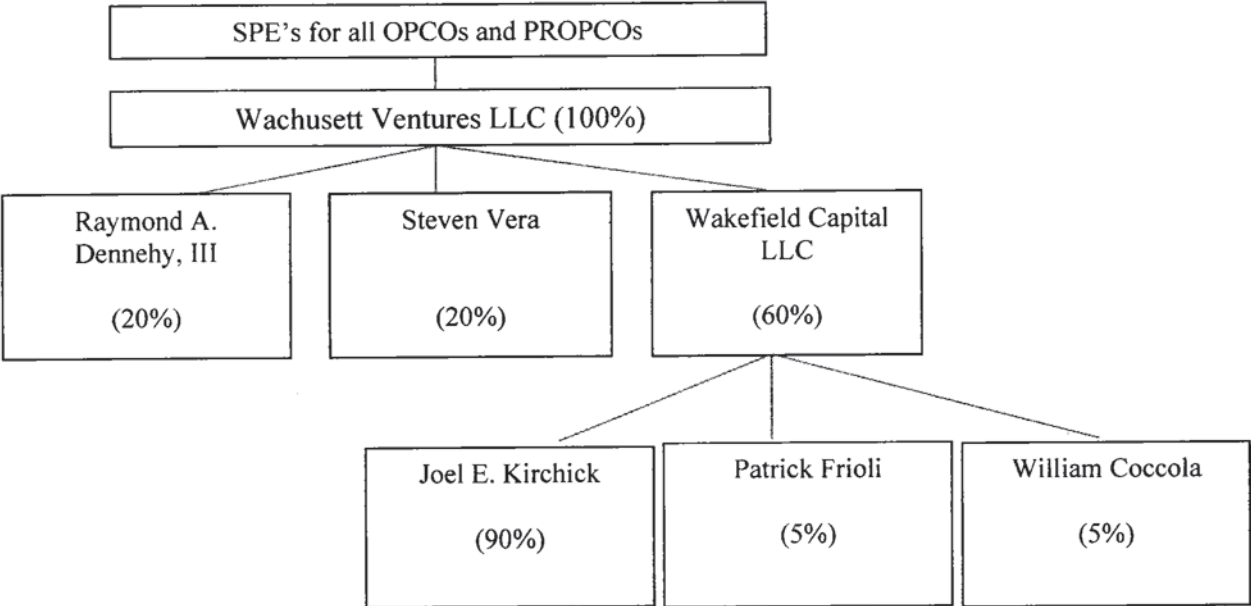 SPE's for all OPCOs and PROPCOs
Wachusett Ventures LLC (100%)
Raymond A.
Dennehy, III
(20%)
Steven Vera
(20%)
Wakefield Capital
LLC
(60%)
Joel E. Kirchick
(90%)
Patrick Frioli
(5%)
William Coccola
(5%)